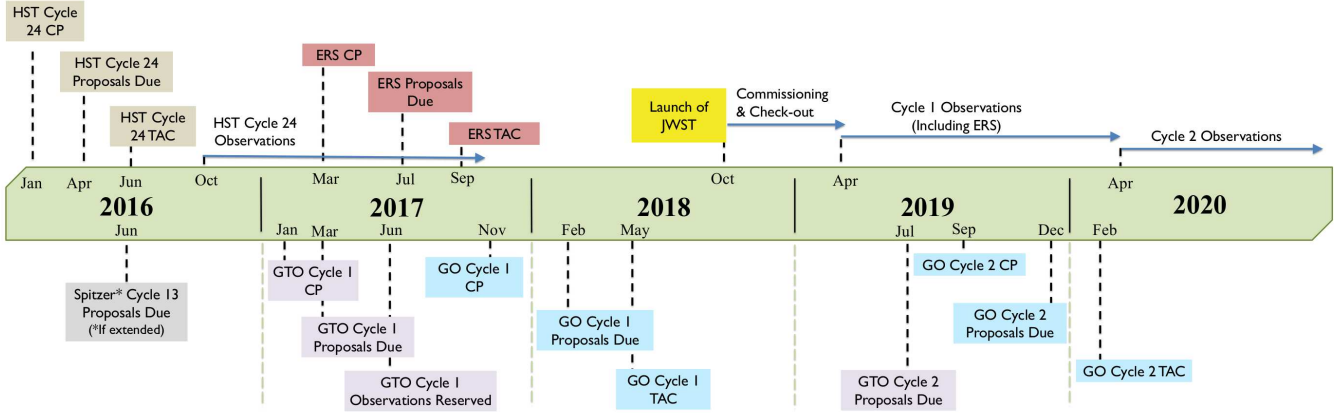 HST Cycle
24 CP
HST Cycle 24
Proposals Due
HST Cycle
24 TAC
HST Cycle 24
Observations
ERS CP
ERS Proposals
Due
ERS TAC
Launch of
JWST
Commissioning
& Check-out
Cycle 1 Observations
(Including ERS)
Cycle 2 Observations
Jan
Apr
Jun
Oct
Mar
Jul
Sep
Oct
Apr
Apr
2016
2017
2018
2019
2020
Jun
Jan
Mar
Jun
Nov
Feb
May
Jul
Sep
Dec
Feb
Spitzer* Cycle 13
Proposals Due
(*If extended)
GTO Cycle 1
CP
GTO Cycle 1
Proposals Due
GTO Cycle 1
Observations Reserved
GO Cycle 1
CP
GO Cycle 1
Proposals Due
GO Cycle 1
TAC
GTO Cycle 2
Proposals Due
GO Cycle 2 CP
GO Cycle 2
Proposals Due
GO Cycle 2 TAC